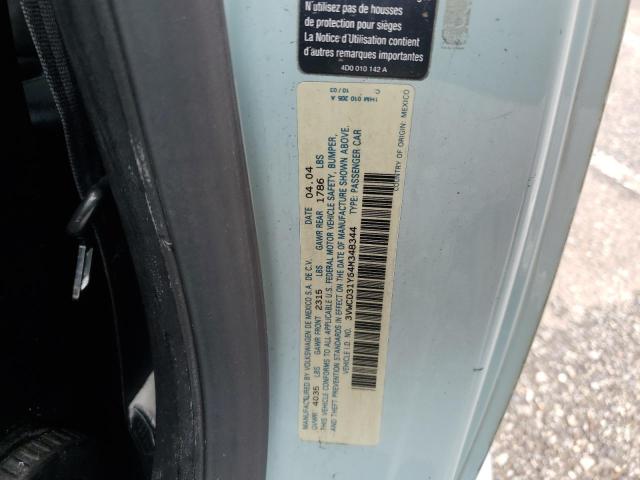 N'utilisez pas de housses
de protection pour sièges
La Notice d'Utilisation contient
d'autres remarques importantes
4D0 010 142 A
MANUFACTURED BY VOLKSWAGEN DE MEXICO S.A. DE C.V. DATE 04.04
GVWR 4035 LBS GAWR FRONT 2315 LBS GAWR REAR 1786 LBS
THIS VEHICLE CONFORMS TO ALL APPLICABLE U.S. FEDERAL MOTOR VEHICLE SAFETY, BUMPER,
AND THEFT PREVENTION STANDARDS IN EFFECT ON THE DATE OF MANUFACTURE SHOWN ABOVE.
VEHICLE I.D. NO.: 3VWCD31Y64M348344 TYPE: PASSENGER CAR
COUNTRY OF ORIGIN: MEXICO
1HM 010 205 A
10/03 C